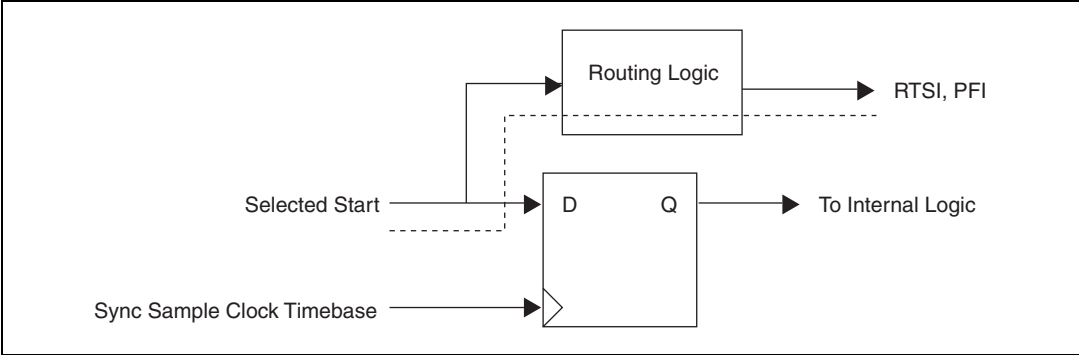 Routing Logic
RTSI, PFI
Selected Start
D
Q
To Internal Logic
Sync Sample Clock Timebase